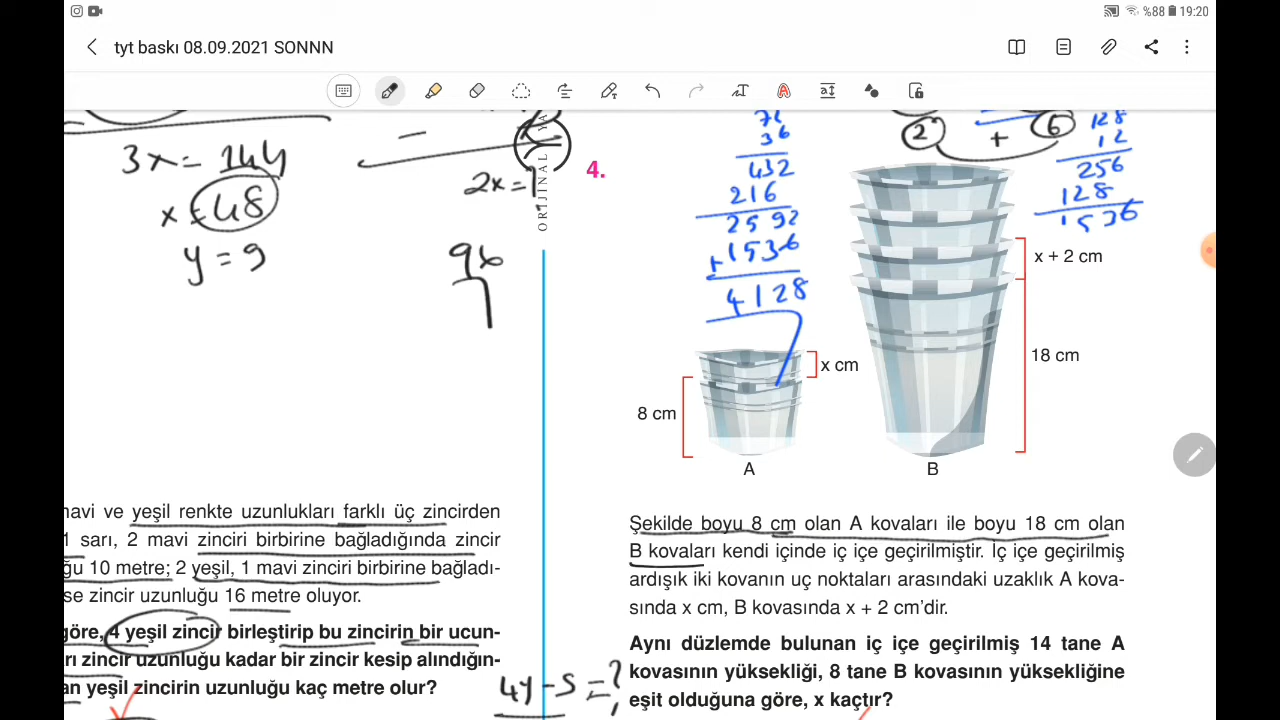 %88 19:20
tyt baskı 08.09.2021 SONNN
3x = 144
x = 48
y = 9
2x = 1
96
ORİJİNAL YA
4.
36
432
216
2592
+1536
4128
2 + 6
128
12
256
128
1536
x + 2 cm
18 cm
x cm
8 cm
A
B
navi ve yeşil renkte uzunlukları farklı üç zincirden
1 sarı, 2 mavi zinciri birbirine bağladığında zincir
ğu 10 metre; 2 yeşil, 1 mavi zinciri birbirine bağladı-
se zincir uzunluğu 16 metre oluyor.
göre, 4 yeşil zincir birleştirip bu zincirin bir ucun-
rı zincir uzunluğu kadar bir zincir kesip alındığın-
an yeşil zincirin uzunluğu kaç metre olur?
4y - s = ?
Şekilde boyu 8 cm olan A kovaları ile boyu 18 cm olan
B kovaları kendi içinde iç içe geçirilmiştir. İç içe geçirilmiş
ardışık iki kovanın uç noktaları arasındaki uzaklık A kova-
sında x cm, B kovasında x + 2 cm'dir.
Aynı düzlemde bulunan iç içe geçirilmiş 14 tane A
kovasının yüksekliği, 8 tane B kovasının yüksekliğine
eşit olduğuna göre, x kaçtır?